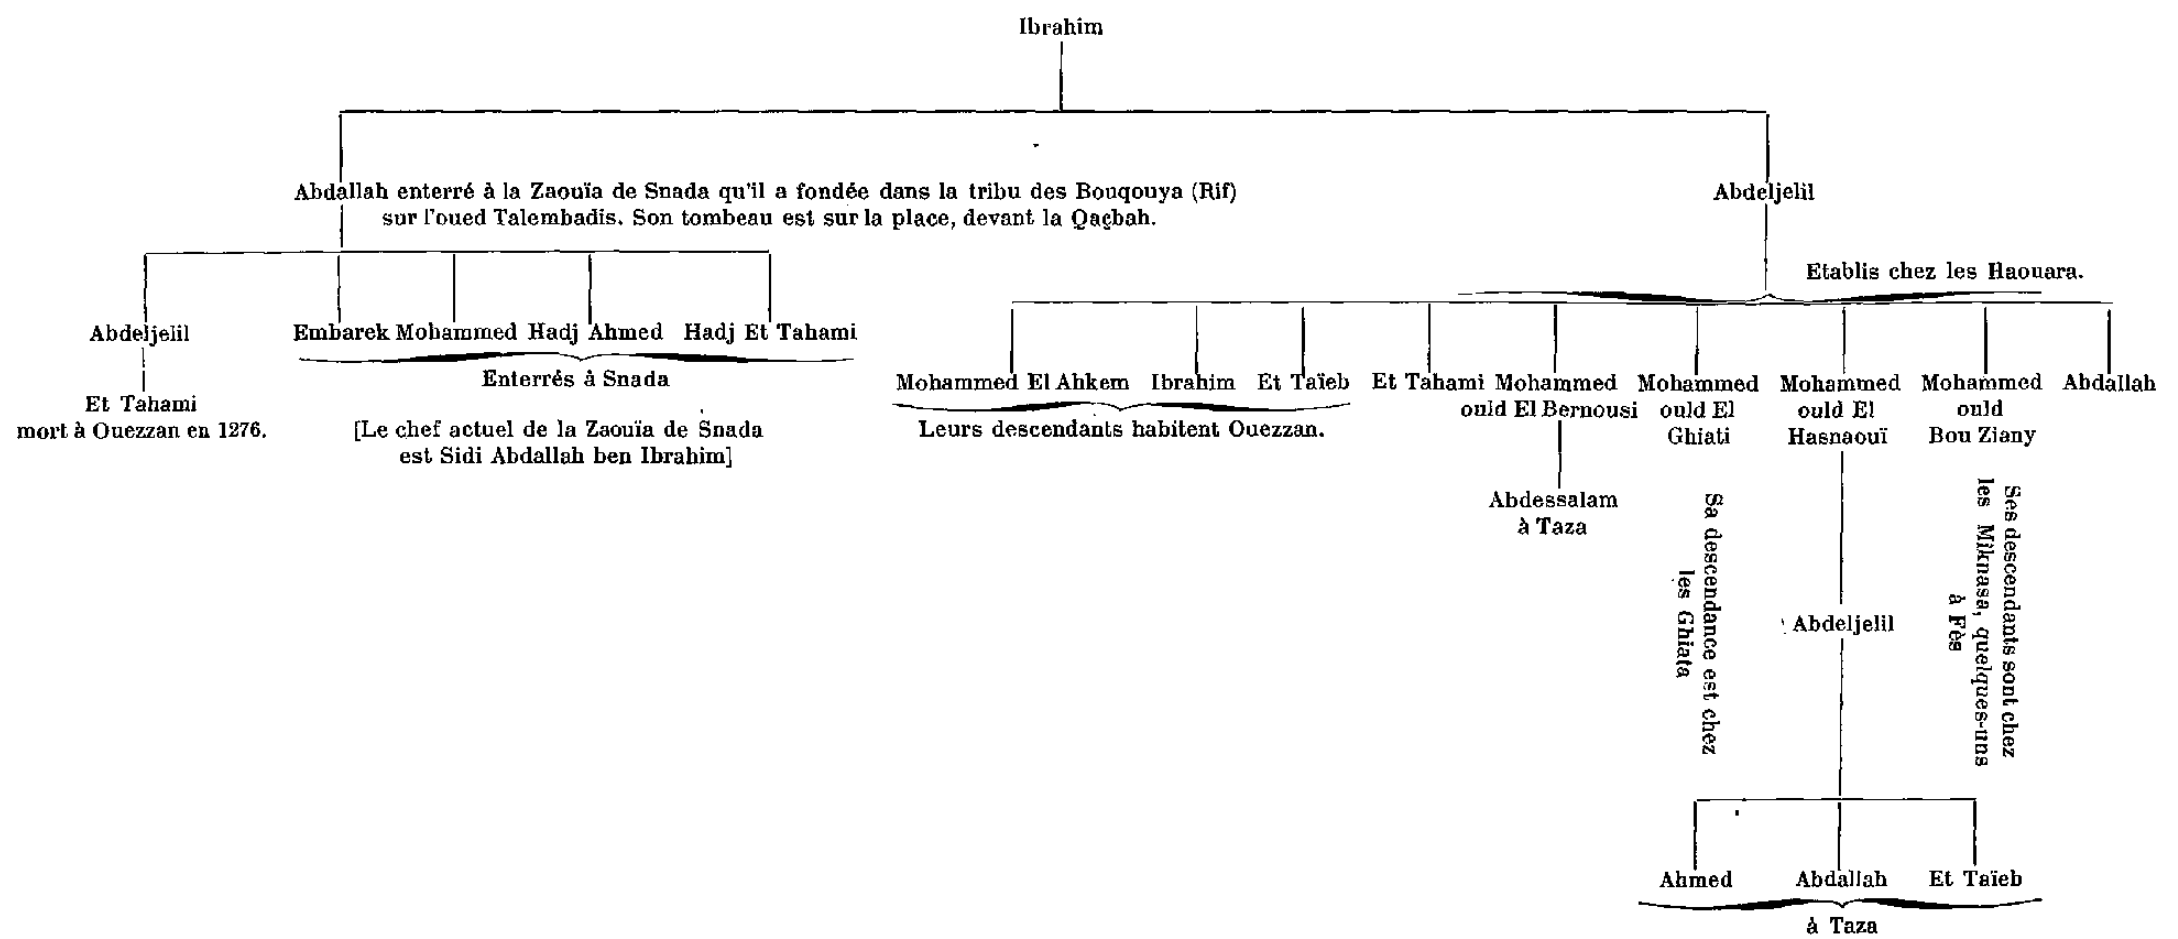 Ibrahim
Abdallah enterré à la Zaouïa de Snada qu'il a fondée dans la tribu des Bouqouya (Rif)
sur l'oued Talembadis. Son tombeau est sur la place, devant la Qaçbah.
Abdeljelil
Etablis chez les Haouara.
Abdeljelil
Embarek Mohammed Hadj Ahmed Hadj Et Tahami
Enterrés à Snada
Et Tahami
mort à Ouezzan en 1276.
[Le chef actuel de la Zaouïa de Snada
est Sidi Abdallah ben Ibrahim]
Mohammed El Ahkem Ibrahim Et Taïeb
Leurs descendants habitent Ouezzan.
Et Tahami
Mohammed
ould El Bernousi
Mohammed
ould El
Ghiati
Mohammed
ould El
Hasnaouï
Mohammed
ould
Bou Ziany
Abdallah
Abdessalam
à Taza
Sa descendance est chez
les Ghiata
Abdeljelil
Ses descendants sont chez
les Miknasa, quelques-uns
à Fès
Ahmed Abdallah Et Taïeb
à Taza